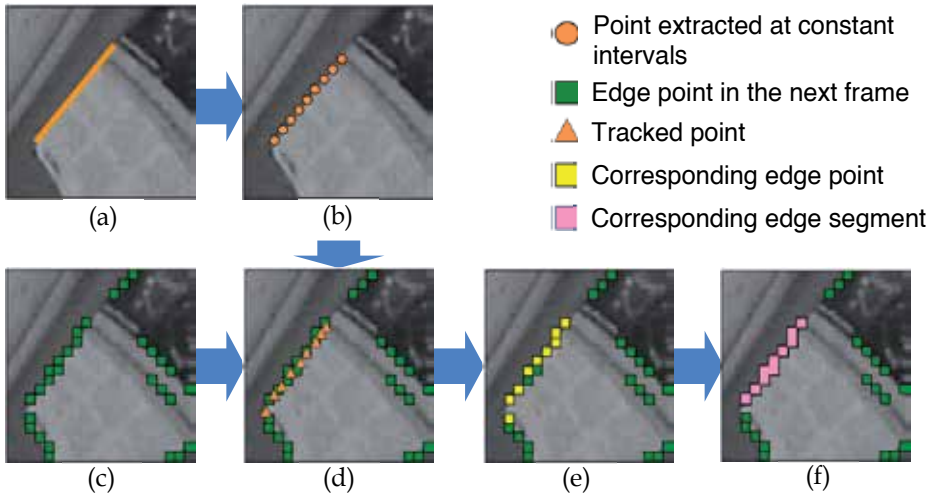 Point extracted at constant
intervals
Edge point in the next frame
Tracked point
Corresponding edge point
Corresponding edge segment
(a)
(b)
(c)
(d)
(e)
(f)